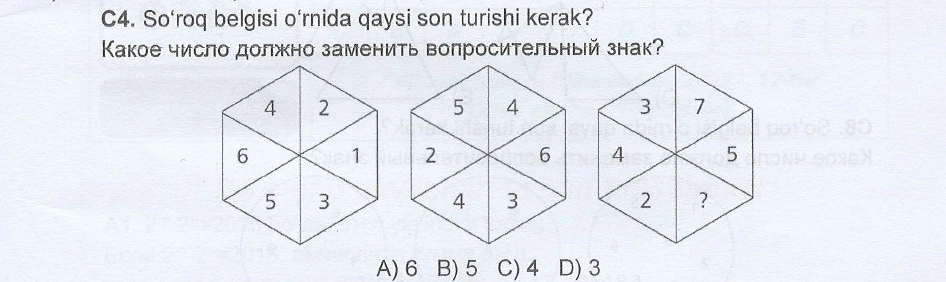 C4. So‘roq belgisi o‘rnida qaysi son turishi kerak?
Какое число должно заменить вопросительный знак?
4 2 5 4 3 7
6 1 2 6 4 5
5 3 4 3 2 ?
A) 6 B) 5 C) 4 D) 3